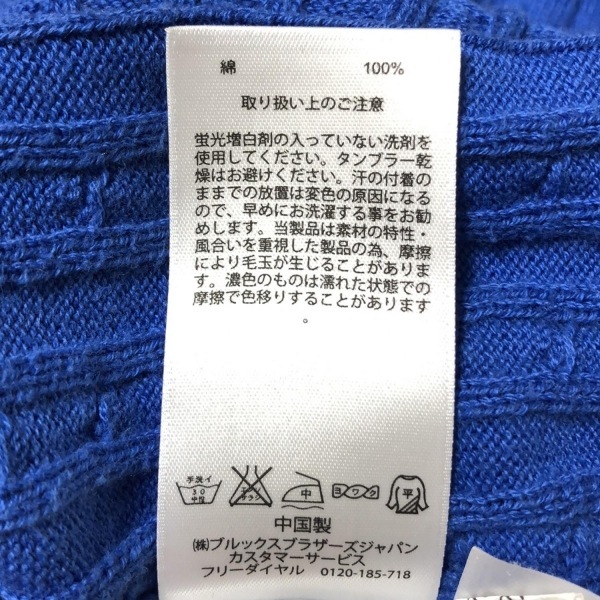 綿 100%
取り扱い上のご注意
蛍光増白剤の入っていない洗剤を
使用してください。タンブラー乾
燥はお避けください。汗の付着の
ままでの放置は変色の原因になる
ので、早めにお洗濯する事をお勧
めします。当製品は素材の特性・
風合いを重視した製品の為、摩擦
により毛玉が生じることがありま
す。濃色のものは濡れた状態での
摩擦で色移りすることがあります
。
手洗イ 30 中性 エンソサラシ 中 ヨワク 平
中国製
(株)ブルックスブラザーズジャパン
カスタマーサービス
フリーダイヤル 0120-185-718